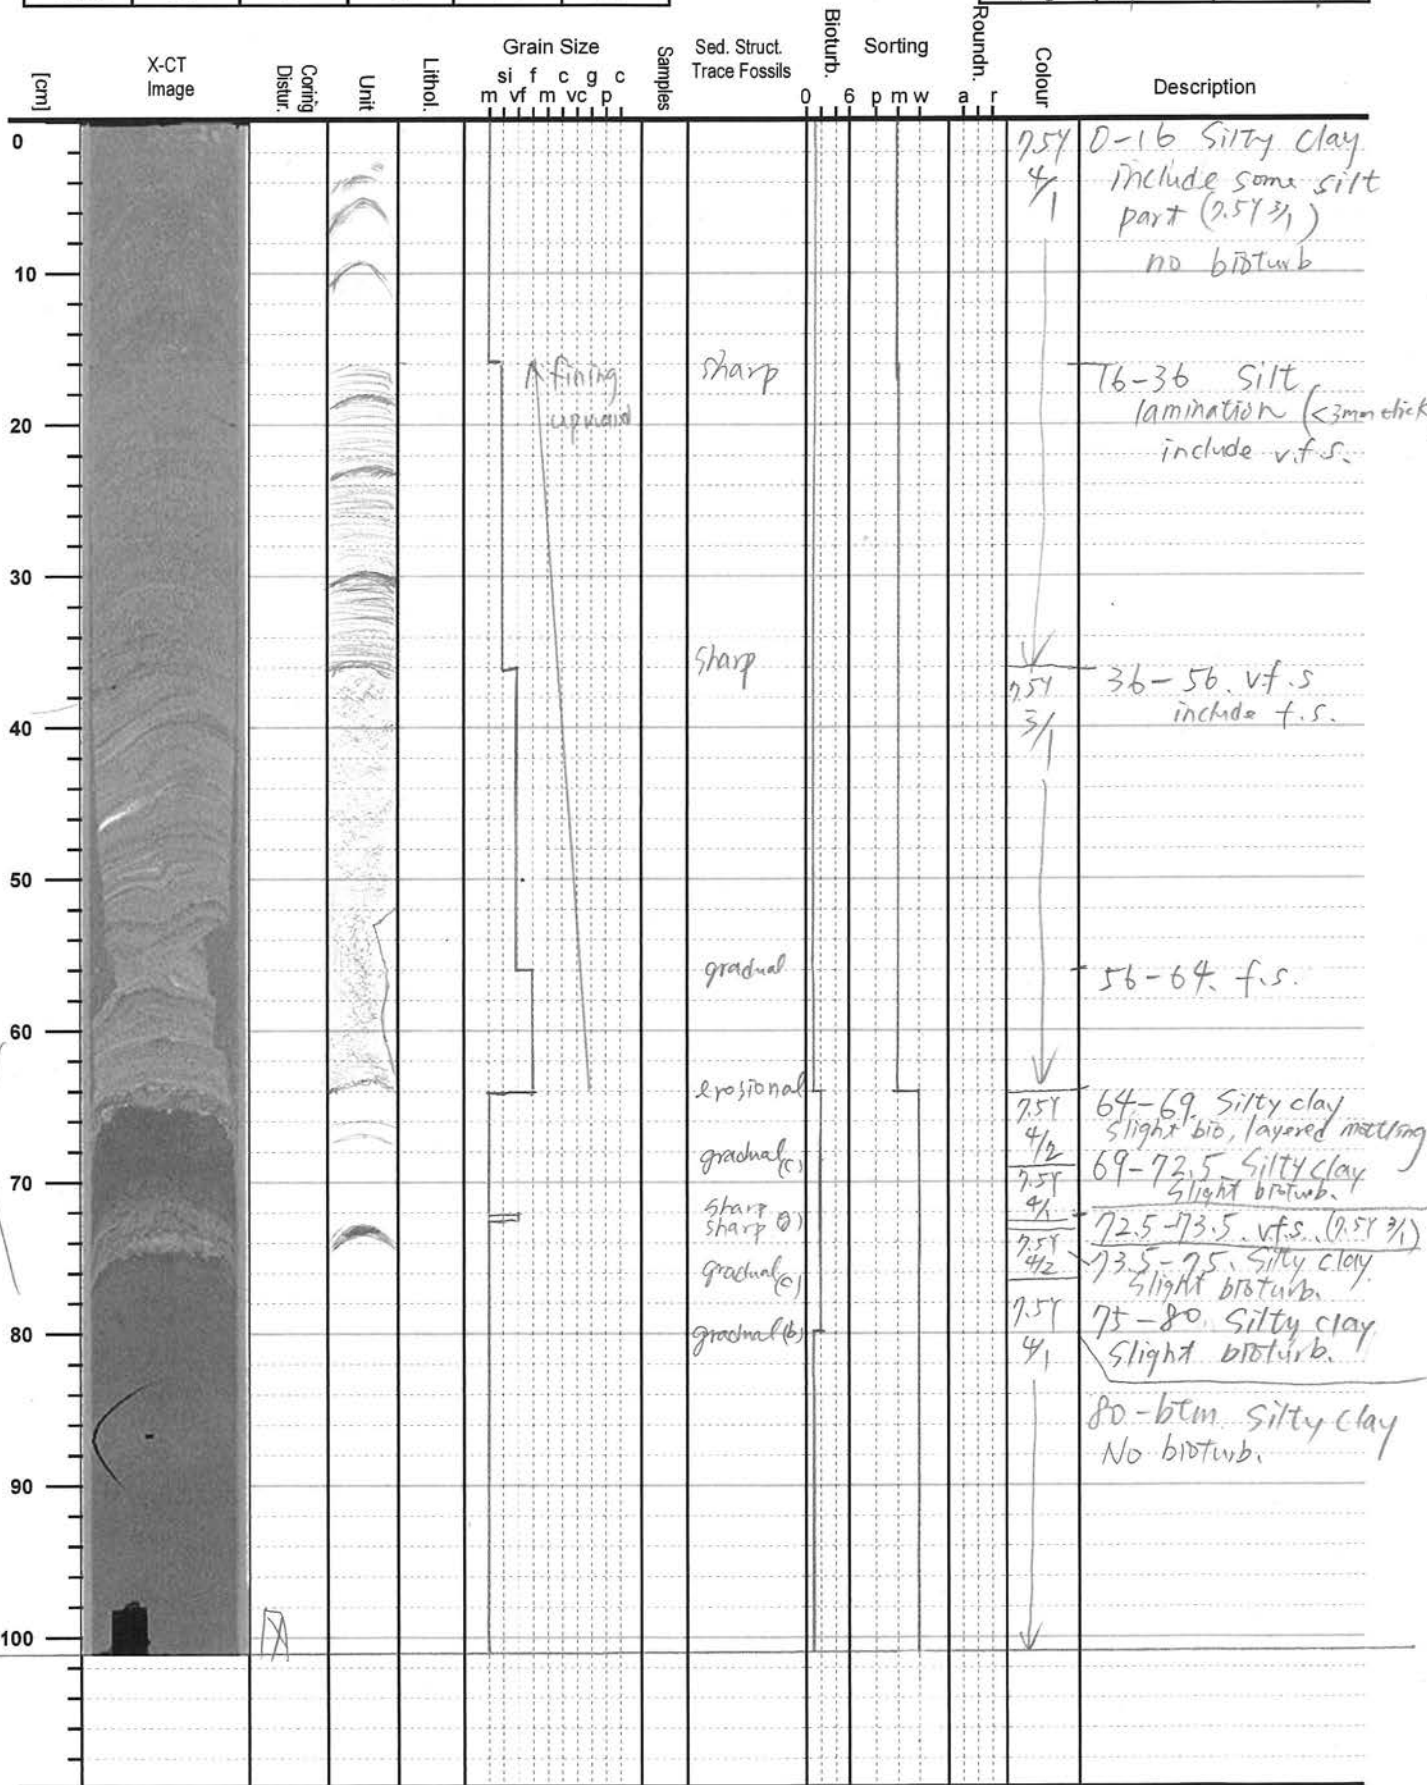 [cm]
X-CT
Image
Coring
Distur.
Unit
Lithol.
Grain Size
si f c g c
m vf m vc p
Samples
Sed. Struct.
Trace Fossils
Bioturb.
0 6
Sorting
p m w
Roundn.
a r
Colour
Description
0
10
20
30
40
50
60
70
80
90
100
fining
upward
sharp
sharp
gradual
erosional
gradual (c)
sharp
sharp
gradual (c)
gradual (b)
7.5Y
4/1
7.5Y
3/1
7.5Y
4/2
7.5Y
4/1
7.5Y
4/2
7.5Y
4/1
0-16 Silty clay
include some silt
part (7.5Y 3/1)
no bioturb
16-36 Silt
lamination (<3mm thick
include v.f.s.
36-56. v.f.s
include f.s.
56-64. f.s.
64-69. Silty clay
slight bio, layered mottling
69-72.5 Silty clay
slight bioturb.
72.5-73.5. v.f.s. (7.5Y 3/1)
73.5-75. Silty clay
slight bioturb.
75-80. Silty clay
slight bioturb.
80-btm Silty clay
No bioturb.